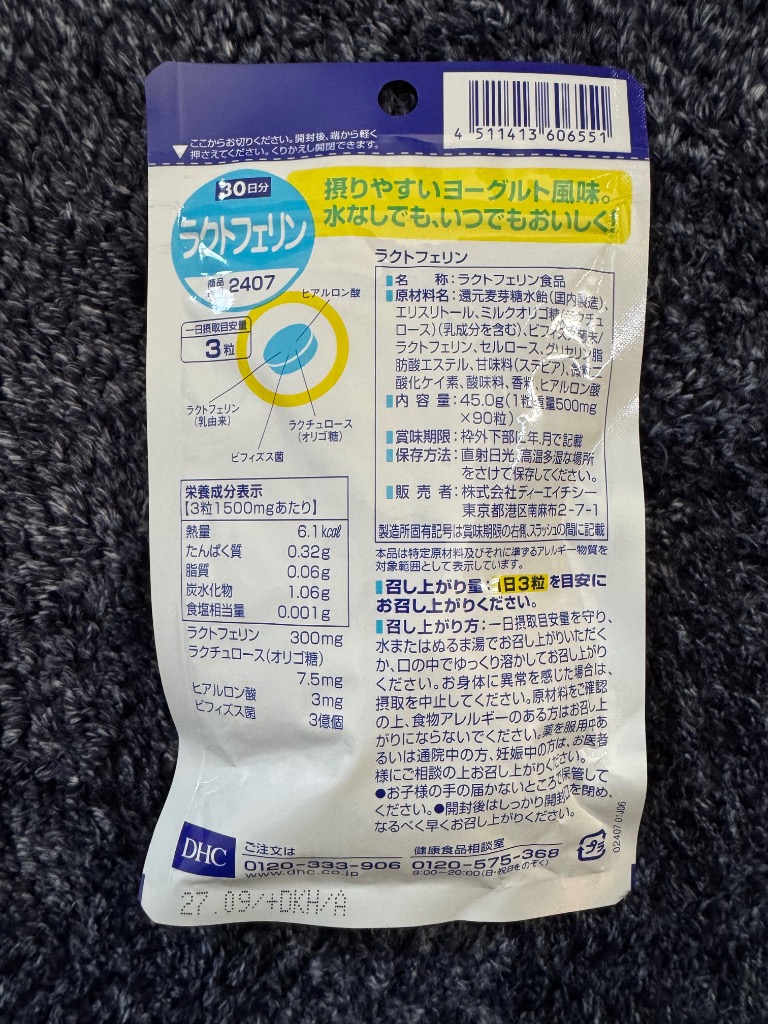 4 511413 606551
▼ここからお切りください。開封後、端から軽く
押さえてください。くりかえし開閉できます。
30日分
ラクトフェリン
商品 2407
摂りやすいヨーグルト風味。
水なしでも、いつでもおいしく!
一日摂取目安量
3粒
ヒアルロン酸
ラクトフェリン
(乳由来)
ラクチュロース
(オリゴ糖)
ビフィズス菌
栄養成分表示
【3粒1500mgあたり】
熱量 6.1kcal
たんぱく質 0.32g
脂質 0.06g
炭水化物 1.06g
食塩相当量 0.001g
ラクトフェリン 300mg
ラクチュロース(オリゴ糖)
7.5mg
ヒアルロン酸 3mg
ビフィズス菌 3億個
ラクトフェリン
名 称:ラクトフェリン食品
原材料名:還元麦芽糖水飴(国内製造)、
エリスリトール、ミルクオリゴ糖(ラクチュ
ロース)(乳成分を含む)、ビフィズス菌末/
ラクトフェリン、セルロース、グリセリン脂
肪酸エステル、甘味料(ステビア)、微粒二
酸化ケイ素、酸味料、香料、ヒアルロン酸
内 容 量:45.0g(1粒重量500mg
×90粒)
賞味期限:枠外下部に年、月で記載
保存方法:直射日光、高温多湿な場所
をさけて保存してください。
販 売 者:株式会社ディーエイチシー
東京都港区南麻布2-7-1
製造所固有記号は賞味期限の右側、スラッシュの間に記載
本品は特定原材料及びそれに準ずるアレルギー物質を
対象範囲として表示しています。
召し上がり量:1日3粒を目安に
お召し上がりください。
召し上がり方:一日摂取目安量を守り、
水またはぬるま湯でお召し上がりいただく
か、口の中でゆっくり溶かしてお召し上がり
ください。お身体に異常を感じた場合は、
摂取を中止してください。原材料をご確認
の上、食物アレルギーのある方はお召し上
がりにならないでください。薬を服用中あ
るいは通院中の方、妊娠中の方は、お医者
様にご相談の上お召し上がりください。
●お子様の手の届かないところで保管して
ください。●開封後はしっかり開封口を閉め、
なるべく早くお召し上がりください。
DHC
ご注文は
0120-333-906
www.dhc.co.jp
健康食品相談室
0120-575-368
9:00~20:00(日・祝日をのぞく)
プラ
27.09/+DKH/A